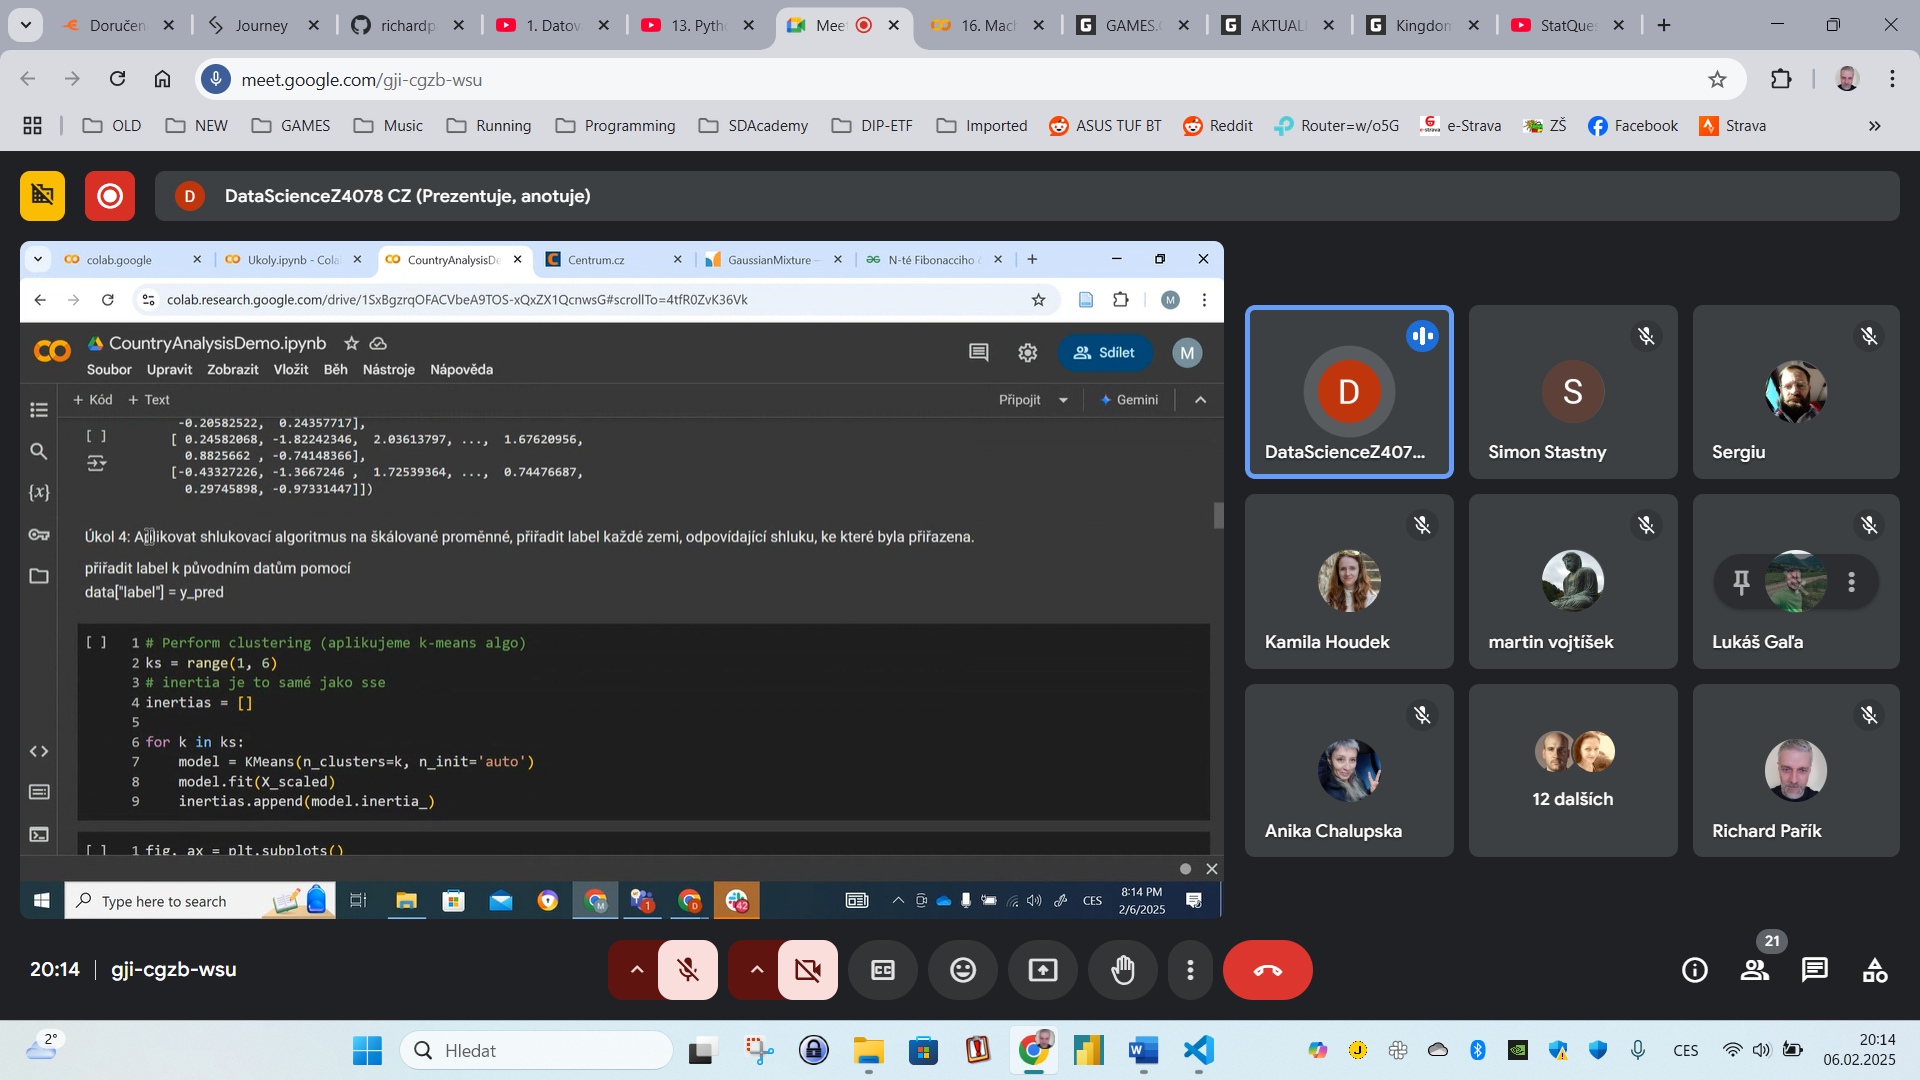 Doručen
Journey
richardp
1. Datov
13. Pyth
Meet
16. Mach
GAMES.
AKTUAL
Kingdom
StatQues
meet.google.com/gji-cgzb-wsu
OLD
NEW
GAMES
Music
Running
Programming
SDAcademy
DIP-ETF
Imported
ASUS TUF BT
Reddit
Router=w/o5G
e-Strava
ZŠ
Facebook
Strava
D
DataScienceZ4078 CZ (Prezentuje, anotuje)
colab.google
Ukoly.ipynb - Cola
CountryAnalysisDe
Centrum.cz
GaussianMixture –
N-té Fibonacciho
colab.research.google.com/drive/1SxBgzrqOFACVbeA9TOS-xQxZX1QcnwsG#scrollTo=4tfR0ZvK36Vk
M
CountryAnalysisDemo.ipynb
Soubor Upravit Zobrazit Vložit Běh Nástroje Nápověda
Sdílet
M
+ Kód + Text
Připojit
Gemini
-0.20582522, 0.24357717],
[ ] [ 0.24582068, -1.82242346, 2.03613797, ..., 1.67620956,
0.8825662 , -0.74148366],
[-0.43327226, -1.3667246 , 1.72539364, ..., 0.74476687,
0.29745898, -0.97331447]])
Úkol 4: Aplikovat shlukovací algoritmus na škálované proměnné, přiřadit label každé zemi, odpovídající shluku, ke které byla přiřazena.
přiřadit label k původním datům pomocí
data["label"] = y_pred
[ ] 1 # Perform clustering (aplikujeme k-means algo)
2 ks = range(1, 6)
3 # inertia je to samé jako sse
4 inertias = []
5
6 for k in ks:
7 model = KMeans(n_clusters=k, n_init='auto')
8 model.fit(X_scaled)
9 inertias.append(model.inertia_)
[ ] 1 fig, ax = plt.subplots()
Type here to search
CES
8:14 PM
2/6/2025
D
DataScienceZ407...
S
Simon Stastny
Sergiu
Kamila Houdek
martin vojtíšek
Lukáš Gaľa
Anika Chalupska
12 dalších
Richard Pařík
20:14 | gji-cgzb-wsu
21
2°
Hledat
CES
20:14
06.02.2025